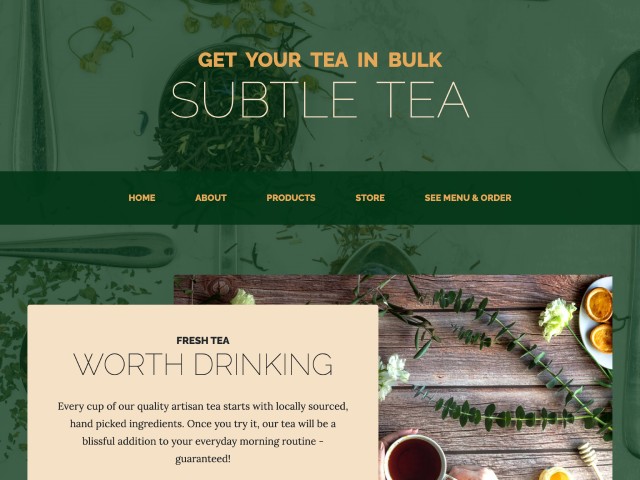 GET YOUR TEA IN BULK
SUBTLE TEA
HOME ABOUT PRODUCTS STORE SEE MENU & ORDER
FRESH TEA
WORTH DRINKING
Every cup of our quality artisan tea starts with locally sourced,
hand picked ingredients. Once you try it, our tea will be a
blissful addition to your everyday morning routine -
guaranteed!